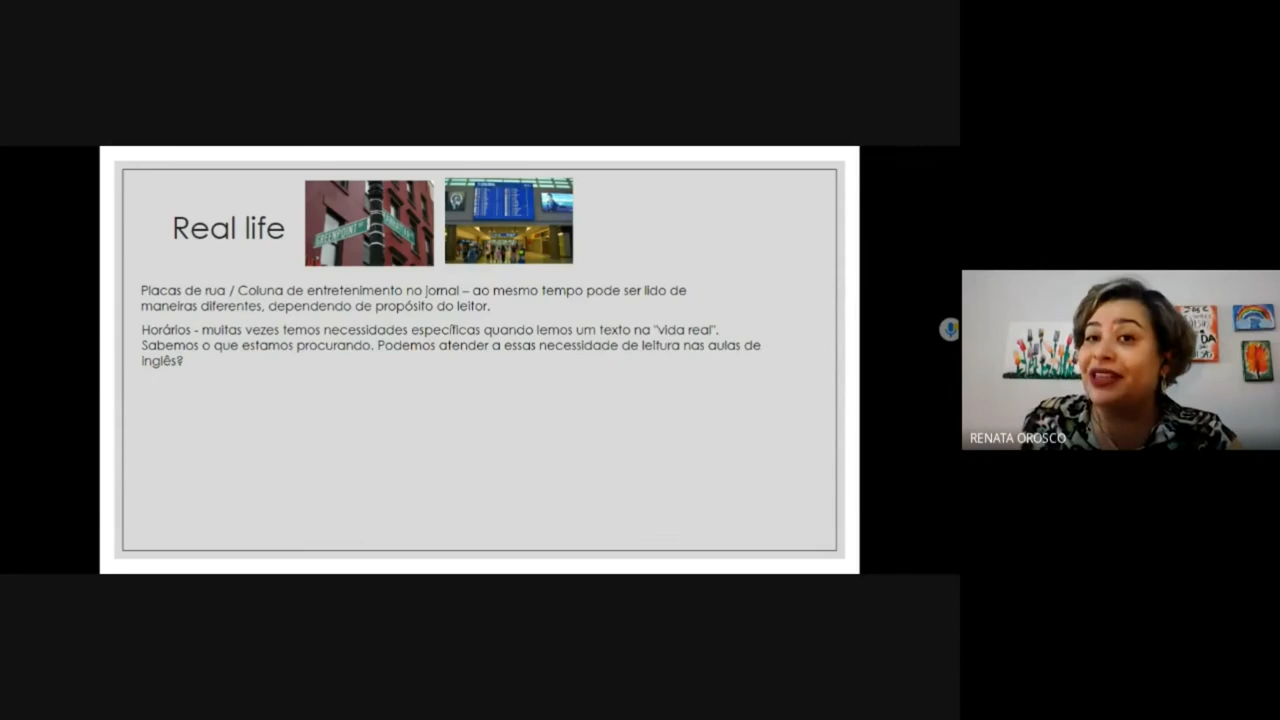 Real life
GREENPOINT
Placas de rua / Coluna de entretenimento no jornal – ao mesmo tempo pode ser lido de
maneiras diferentes, dependendo de propósito do leitor.
Horários - muitas vezes temos necessidades específicas quando lemos um texto na "vida real".
Sabemos o que estamos procurando. Podemos atender a essas necessidade de leitura nas aulas de
inglês?
RENATA OROSCO